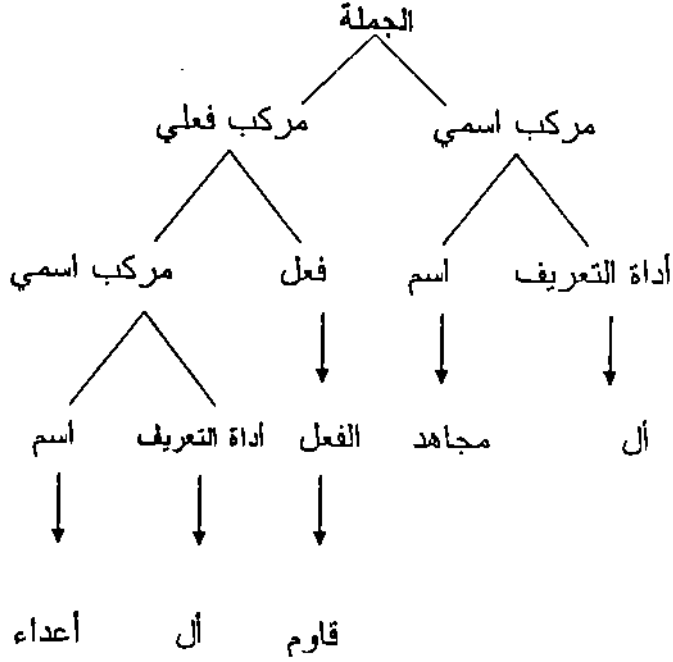 الجملة
مركب اسمي مركب فعلي
أداة التعريف اسم فعل مركب اسمي
أل مجاهد الفعل أداة التعريف اسم
قاوم أل أعداء